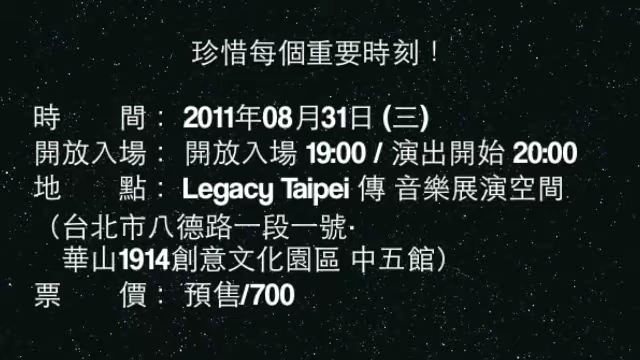 珍惜每個重要時刻！
時　　間： 2011年08月31日 (三)
開放入場： 開放入場 19:00 / 演出開始 20:00
地　　點： Legacy Taipei 傳 音樂展演空間
（台北市八德路一段一號·
華山1914創意文化園區 中五館）
票　　價： 預售/700